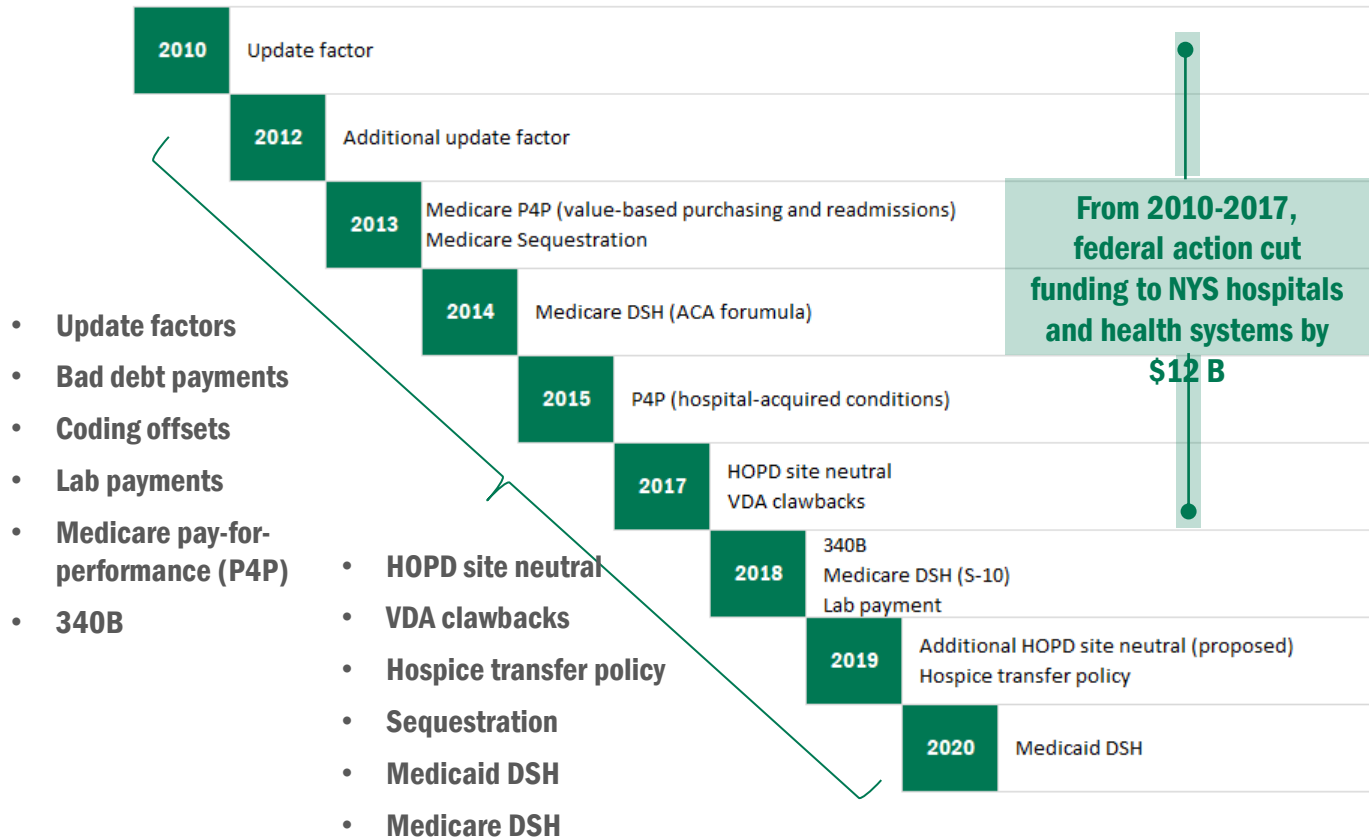 2010 Update factor
2012 Additional update factor
2013 Medicare P4P (value-based purchasing and readmissions)
Medicare Sequestration
2014 Medicare DSH (ACA forumula)
2015 P4P (hospital-acquired conditions)
2017 HOPD site neutral
VDA clawbacks
2018 340B
Medicare DSH (S-10)
Lab payment
2019 Additional HOPD site neutral (proposed)
Hospice transfer policy
2020 Medicaid DSH
From 2010-2017,
federal action cut
funding to NYS hospitals
and health systems by
$12 B
• Update factors
• Bad debt payments
• Coding offsets
• Lab payments
• Medicare pay-for-
performance (P4P)
• 340B
• HOPD site neutral
• VDA clawbacks
• Hospice transfer policy
• Sequestration
• Medicaid DSH
• Medicare DSH